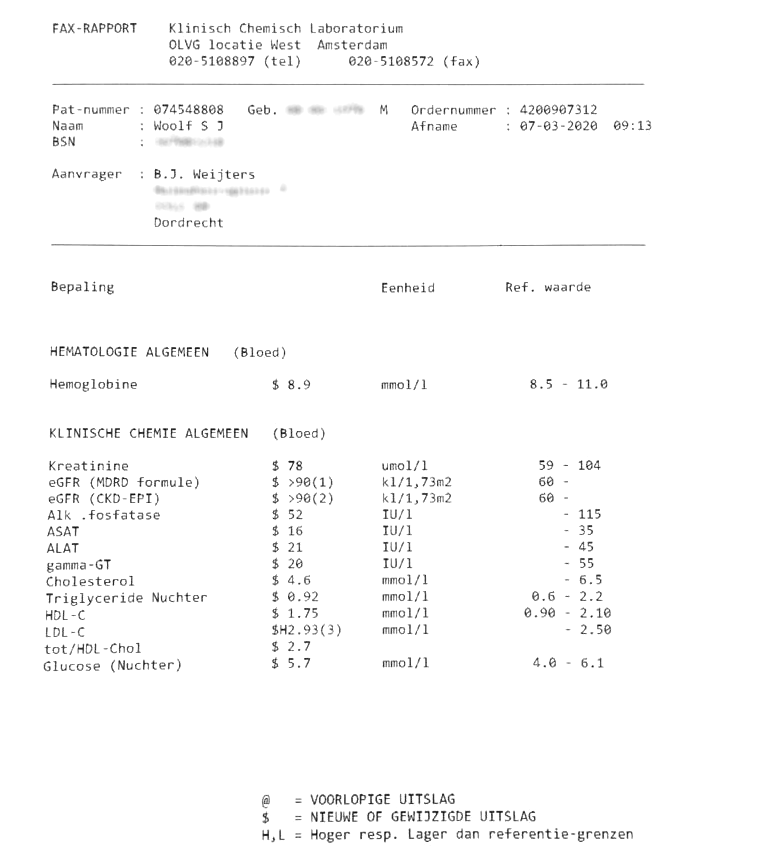 FAX-RAPPORT Klinisch Chemisch Laboratorium
OLVG locatie West Amsterdam
020-5108897 (tel) 020-5108572 (fax)
Pat-nummer : 074548808 Geb. M Ordernummer : 4200907312
Naam : Woolf S J Afname : 07-03-2020 09:13
BSN :
Aanvrager : B.J. Weijters
Dordrecht
Bepaling Eenheid Ref. waarde
HEMATOLOGIE ALGEMEEN (Bloed)
Hemoglobine $ 8.9 mmol/l 8.5 - 11.0
KLINISCHE CHEMIE ALGEMEEN (Bloed)
Kreatinine $ 78 umol/l 59 - 104
eGFR (MDRD formule) $ >90(1) kl/1,73m2 60 -
eGFR (CKD-EPI) $ >90(2) kl/1,73m2 60 -
Alk .fosfatase $ 52 IU/l - 115
ASAT $ 16 IU/l - 35
ALAT $ 21 IU/l - 45
gamma-GT $ 20 IU/l - 55
Cholesterol $ 4.6 mmol/l - 6.5
Triglyceride Nuchter $ 0.92 mmol/l 0.6 - 2.2
HDL-C $ 1.75 mmol/l 0.90 - 2.10
LDL-C $H2.93(3) mmol/l - 2.50
tot/HDL-Chol $ 2.7
Glucose (Nuchter) $ 5.7 mmol/l 4.0 - 6.1
@ = VOORLOPIGE UITSLAG
$ = NIEUWE OF GEWIJZIGDE UITSLAG
H,L = Hoger resp. Lager dan referentie-grenzen